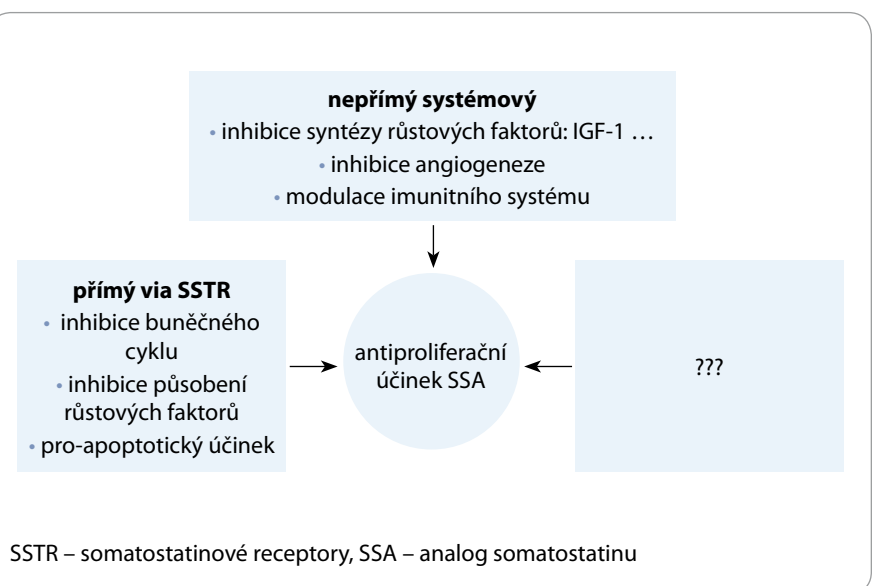 nepřímý systémový
• inhibice syntézy růstových faktorů: IGF-1 …
• inhibice angiogeneze
• modulace imunitního systému
přímý via SSTR
• inhibice buněčného
cyklu
• inhibice působení
růstových faktorů
• pro-apoptotický účinek
antiproliferační
účinek SSA
???
SSTR – somatostatinové receptory, SSA – analog somatostatinu